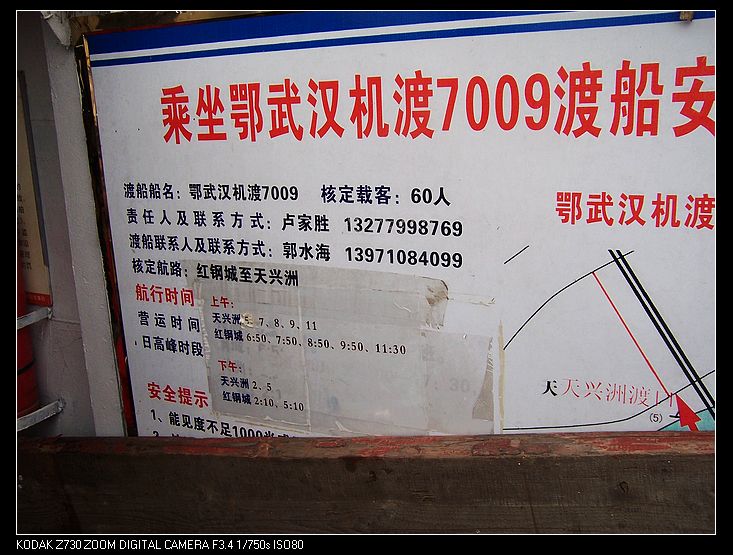 乘坐鄂武汉机渡7009渡船安
渡船船名：鄂武汉机渡7009 核定载客：60人
责任人及联系方式：卢家胜 13277998769
渡船联系人及联系方式：郭水海 13971084099
核定航路：红钢城至天兴洲
航行时间
上午：
营运时间
天兴洲 、7、8、9、11
红钢城 6:50、7:50、8:50、9:50、11:30
日高峰时段
下午：
天兴洲 2、5
红钢城 2:10、5:10
7：30
安全提示
1、能见度不足1000
鄂武汉机渡
天 天兴洲渡口
(5)
KODAK Z730 ZOOM DIGITAL CAMERA F3.4 1/750s ISO80